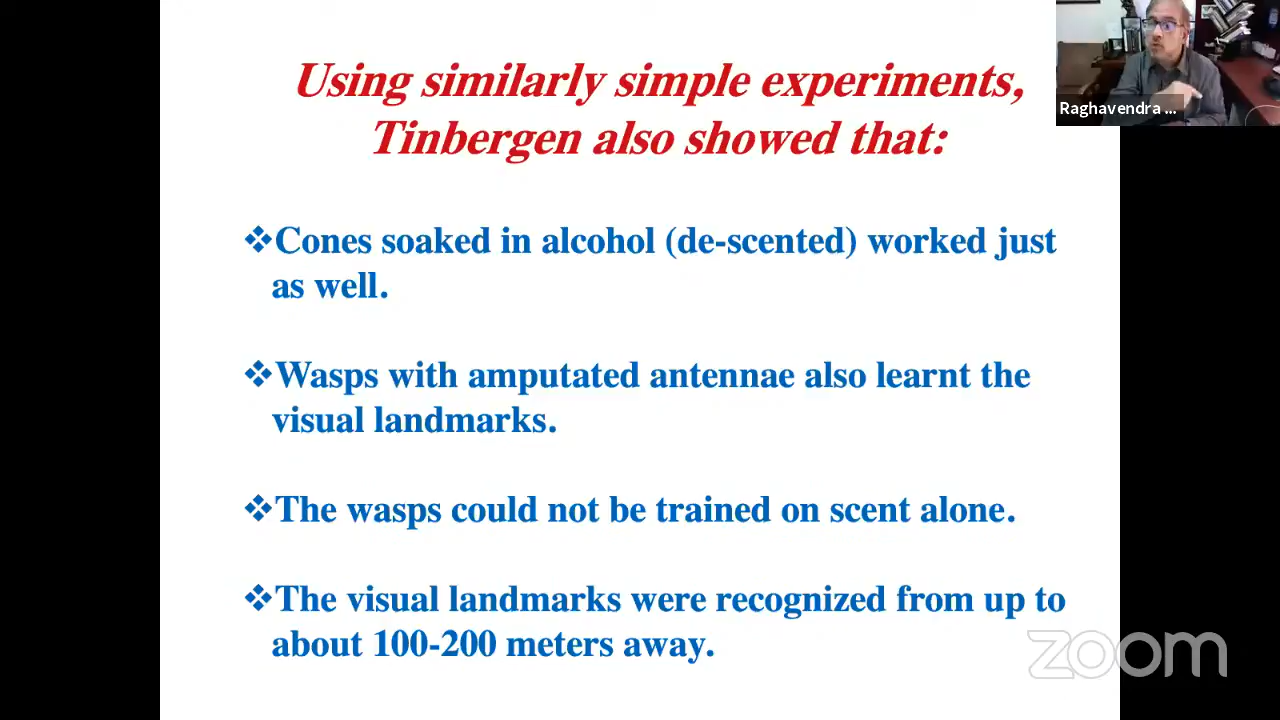 Using similarly simple experiments,
Tinbergen also showed that:
❖Cones soaked in alcohol (de-scented) worked just
as well.
❖Wasps with amputated antennae also learnt the
visual landmarks.
❖The wasps could not be trained on scent alone.
❖The visual landmarks were recognized from up to
about 100-200 meters away.
Raghavendra ...
zoom